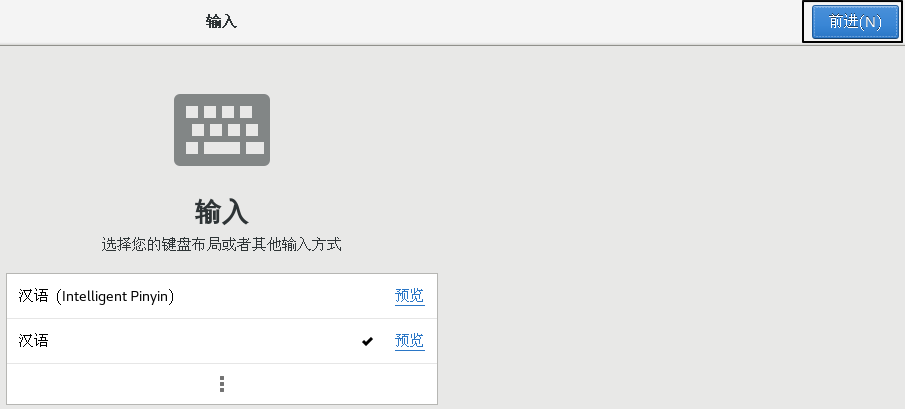 输入
前进(N)
输入
选择您的键盘布局或者其他输入方式
汉语 (Intelligent Pinyin) 预览
汉语 预览